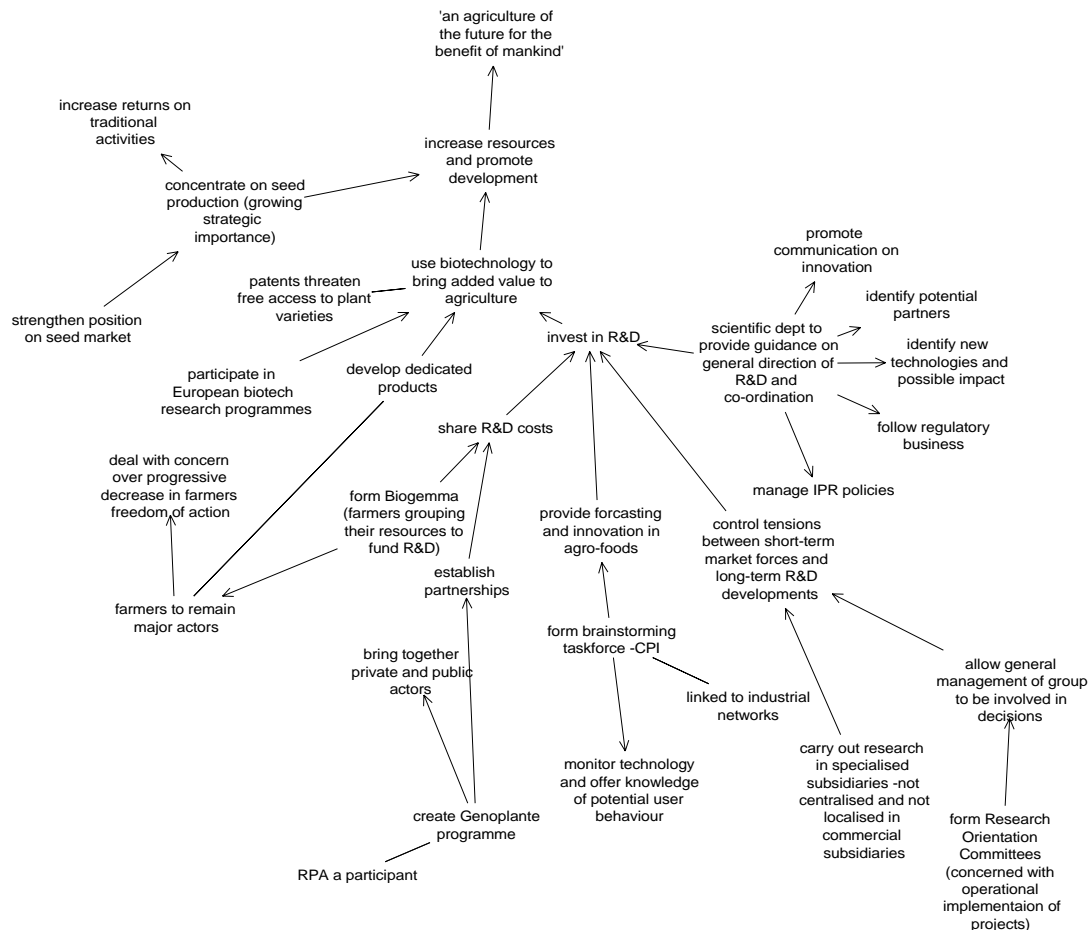 'an agriculture of
the future for the
benefit of mankind'
increase returns on
traditional
activities
increase resources
and promote
development
concentrate on seed
production (growing
strategic
importance)
promote
communication on
innovation
use biotechnology to
bring added value to
agriculture
patents threaten
free access to plant
varieties
identify potential
partners
strengthen position
on seed market
invest in R&D
scientific dept to
provide guidance on
general direction of
R&D and
co-ordination
identify new
technologies and
possible impact
participate in
European biotech
research programmes
develop dedicated
products
share R&D costs
follow regulatory
business
deal with concern
over progressive
decrease in farmers
freedom of action
form Biogemma
(farmers grouping
their resources to
fund R&D)
manage IPR policies
provide forcasting
and innovation in
agro-foods
control tensions
between short-term
market forces and
long-term R&D
developments
establish
partnerships
farmers to remain
major actors
form brainstorming
taskforce -CPI
bring together
private and public
actors
allow general
management of group
to be involved in
decisions
linked to industrial
networks
carry out research
in specialised
subsidiaries -not
centralised and not
localised in
commercial
subsidiaries
monitor technology
and offer knowledge
of potential user
behaviour
create Genoplante
programme
form Research
Orientation
Committees
(concerned with
operational
implementaion of
projects)
RPA a participant